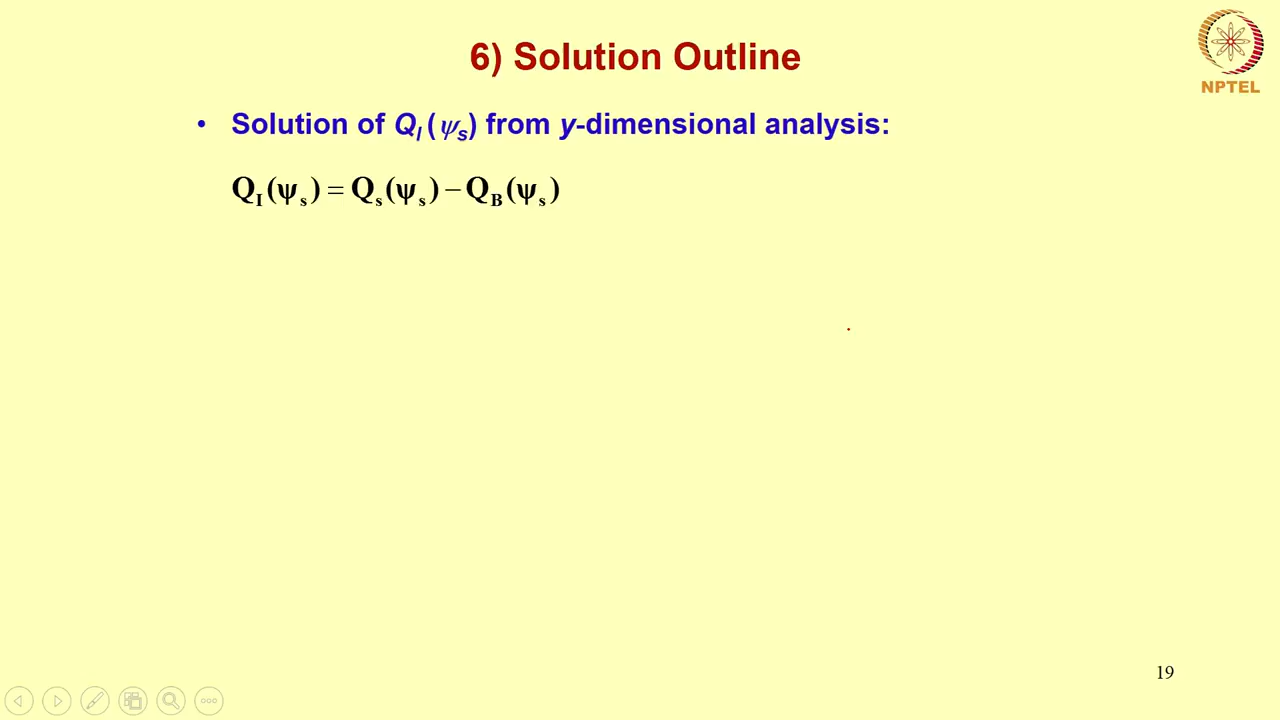 6) Solution Outline
NPTEL
• Solution of Q_I (ψ_s) from y-dimensional analysis:
Q_I (ψ_s) = Q_s (ψ_s) − Q_B (ψ_s)
19